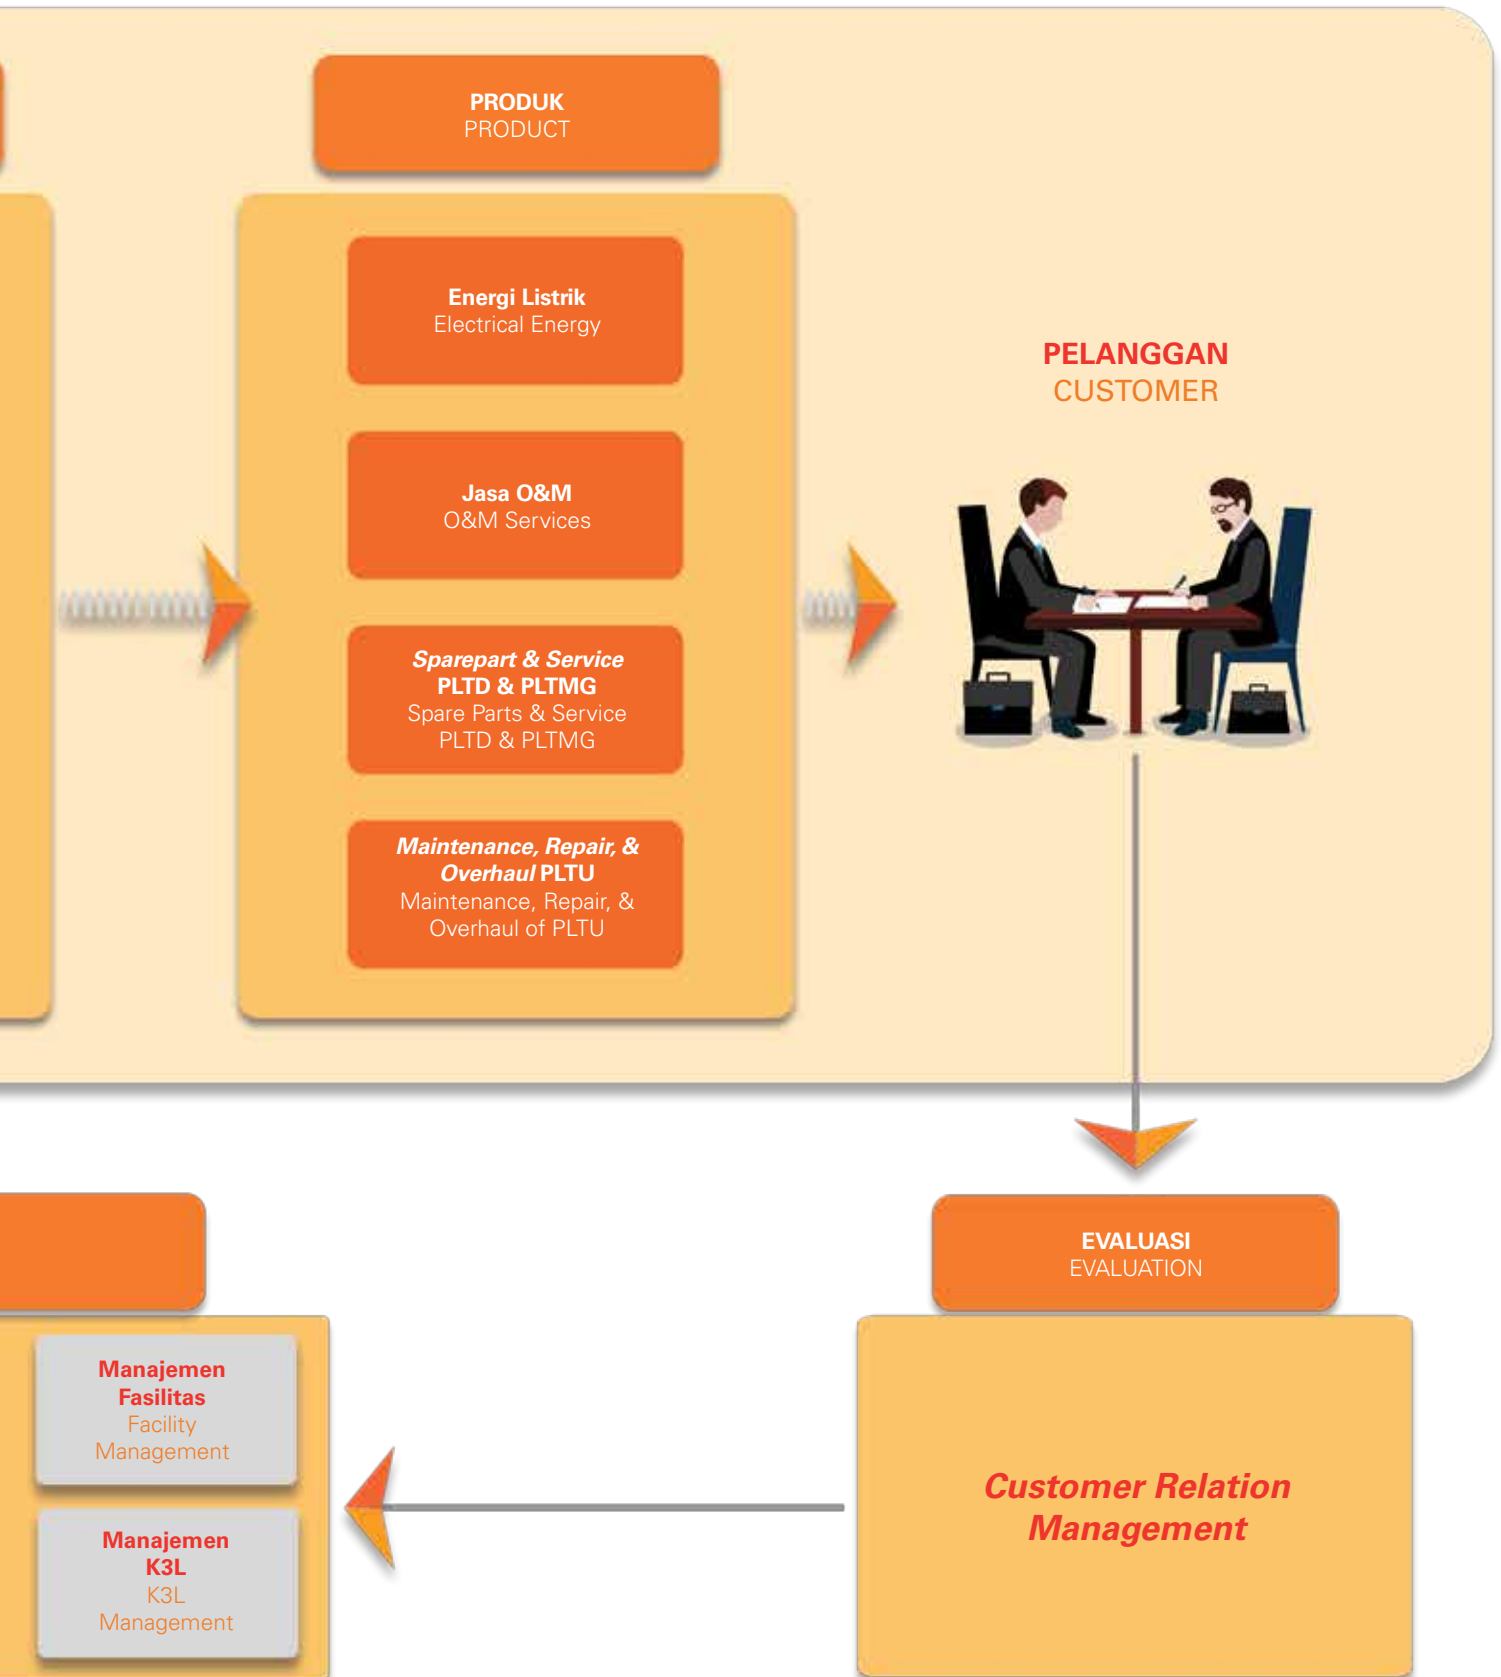 PRODUK
PRODUCT
Energi Listrik
Electrical Energy
Jasa O&M
O&M Services
Sparepart & Service
PLTD & PLTMG
Spare Parts & Service
PLTD & PLTMG
Maintenance, Repair, &
Overhaul PLTU
Maintenance, Repair, &
Overhaul of PLTU
PELANGGAN
CUSTOMER
EVALUASI
EVALUATION
Customer Relation
Management
Manajemen
Fasilitas
Facility
Management
Manajemen
K3L
K3L
Management